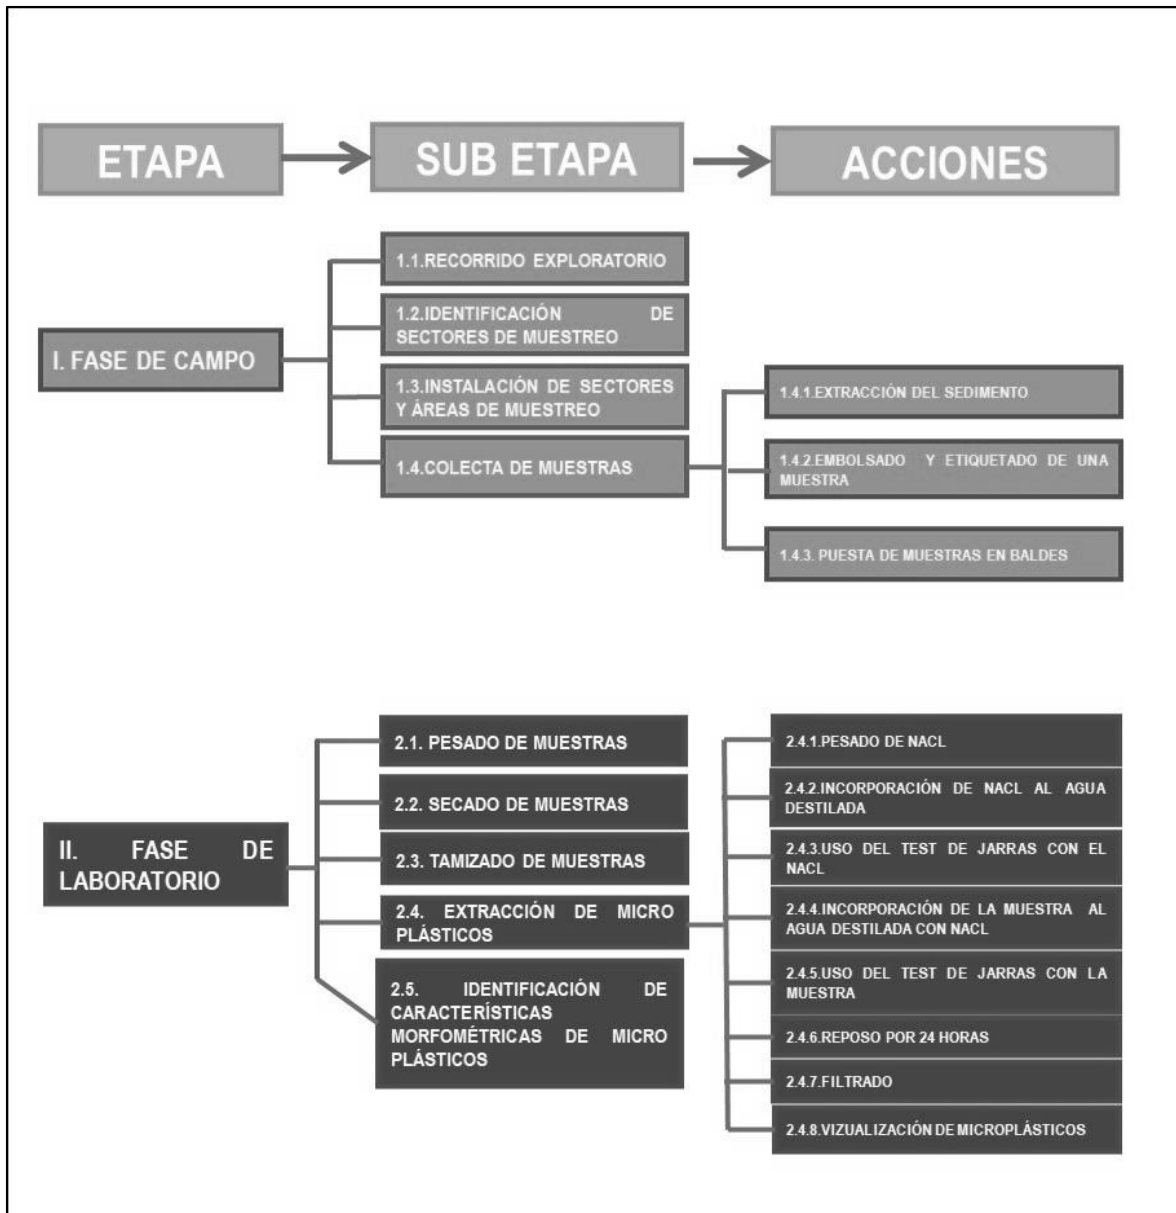 ETAPA
SUB ETAPA
ACCIONES
I. FASE DE CAMPO
1.1.RECORRIDO EXPLORATORIO
1.2.IDENTIFICACIÓN DE
SECTORES DE MUESTREO
1.3.INSTALACIÓN DE SECTORES
Y ÁREAS DE MUESTREO
1.4.COLECTA DE MUESTRAS
1.4.1.EXTRACCIÓN DEL SEDIMENTO
1.4.2.EMBOLSADO Y ETIQUETADO DE UNA
MUESTRA
1.4.3. PUESTA DE MUESTRAS EN BALDES
II. FASE DE
LABORATORIO
2.1. PESADO DE MUESTRAS
2.2. SECADO DE MUESTRAS
2.3. TAMIZADO DE MUESTRAS
2.4. EXTRACCIÓN DE MICRO
PLÁSTICOS
2.5. IDENTIFICACIÓN DE
CARACTERÍSTICAS
MORFOMÉTRICAS DE MICRO
PLÁSTICOS
2.4.1.PESADO DE NACL
2.4.2.INCORPORACIÓN DE NACL AL AGUA
DESTILADA
2.4.3.USO DEL TEST DE JARRAS CON EL
NACL
2.4.4.INCORPORACIÓN DE LA MUESTRA AL
AGUA DESTILADA CON NACL
2.4.5.USO DEL TEST DE JARRAS CON LA
MUESTRA
2.4.6.REPOSO POR 24 HORAS
2.4.7.FILTRADO
2.4.8.VIZUALIZACIÓN DE MICROPLÁSTICOS